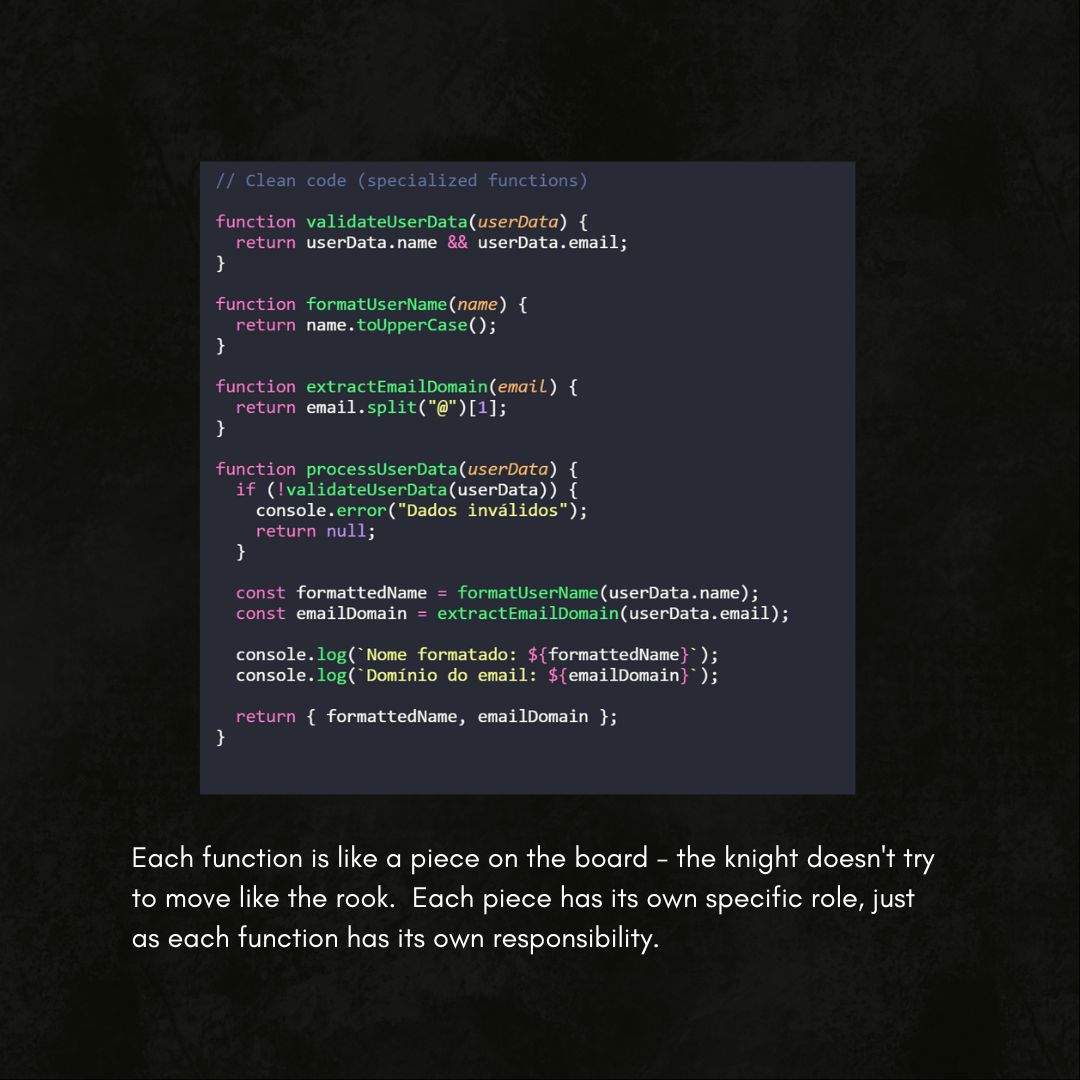 // Clean code (specialized functions)
function validateUserData(userData) {
  return userData.name && userData.email;
}
function formatUserName(name) {
  return name.toUpperCase();
}
function extractEmailDomain(email) {
  return email.split("@")[1];
}
function processUserData(userData) {
  if (!validateUserData(userData)) {
    console.error("Dados inválidos");
    return null;
  }
  const formattedName = formatUserName(userData.name);
  const emailDomain = extractEmailDomain(userData.email);
  console.log(`Nome formatado: ${formattedName}`);
  console.log(`Domínio do email: ${emailDomain}`);
  return { formattedName, emailDomain };
}
Each function is like a piece on the board - the knight doesn't try
to move like the rook.  Each piece has its own specific role, just
as each function has its own responsibility.